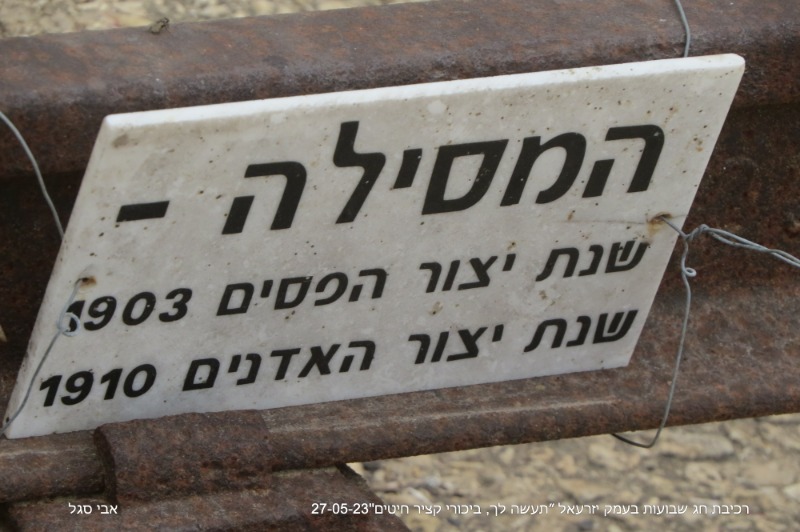 המסילה -
שנת יצור הפסים 1903
שנת יצור האדנים 1910
רכיבת חג שבועות בעמק יזרעאל "תעשה לך, ביכורי קציר חיטים"27-05-23
אבי סגל